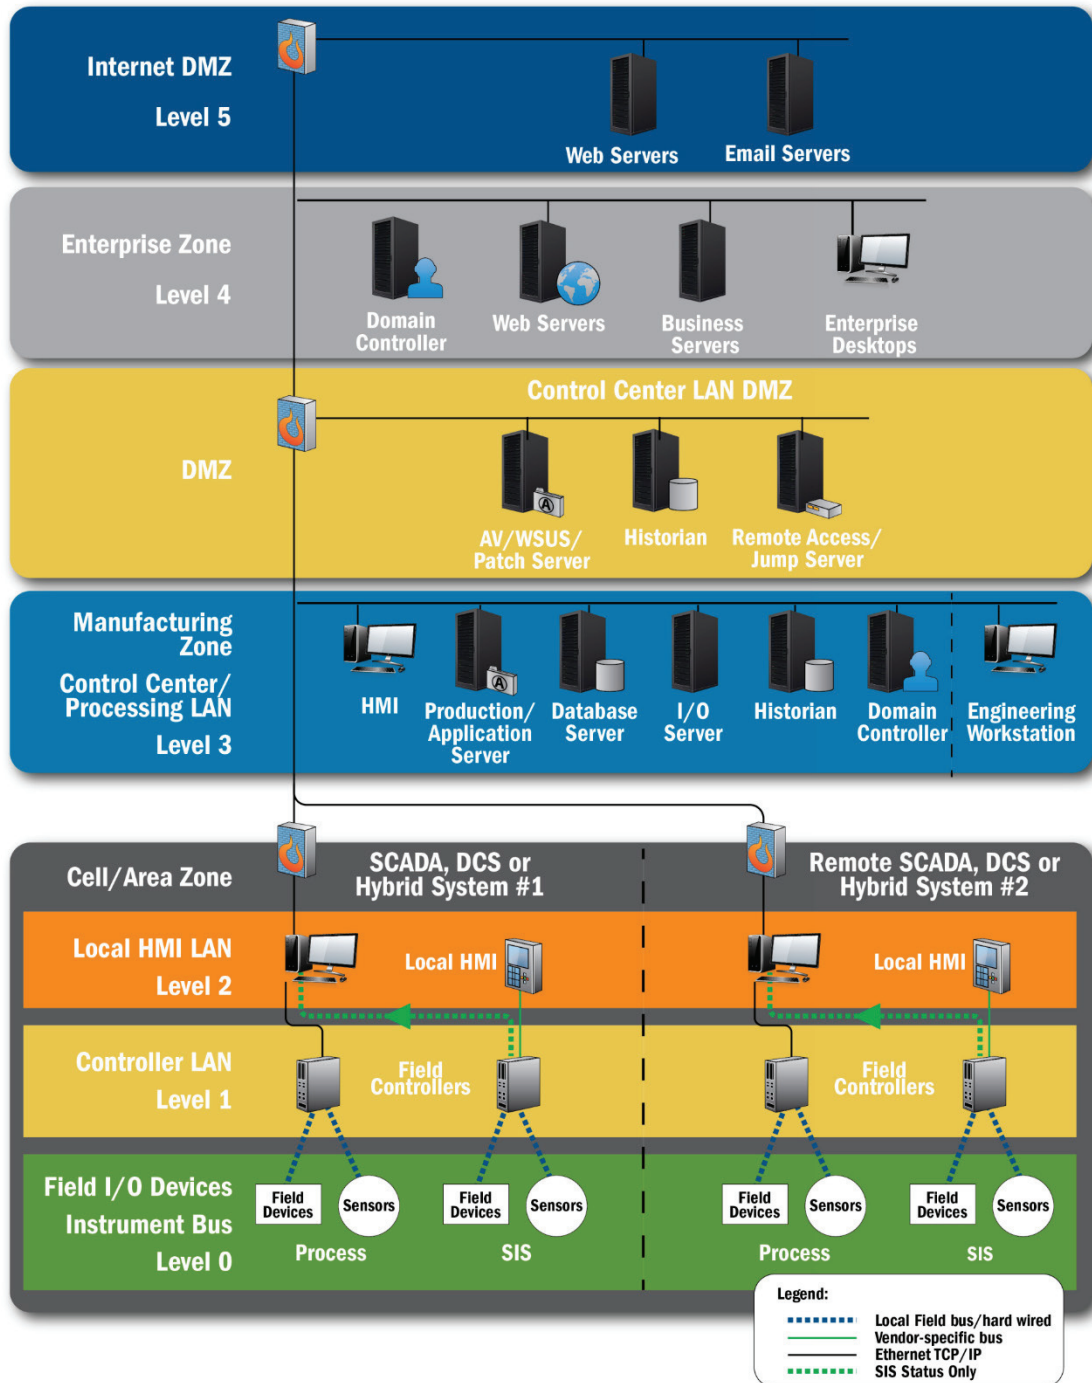 Internet DMZ
Level 5
Web Servers
Email Servers
Enterprise Zone
Level 4
Domain
Controller
Web Servers
Business
Servers
Enterprise
Desktops
Control Center LAN DMZ
DMZ
A
AV/WSUS/
Patch Server
Historian
Remote Access/
Jump Server
Manufacturing
Zone
Control Center/
Processing LAN
Level 3
HMI
A
Production/
Application
Server
Database
Server
I/O
Server
Historian
Domain
Controller
Engineering
Workstation
Cell/Area Zone
SCADA, DCS or
Hybrid System #1
Remote SCADA, DCS or
Hybrid System #2
Local HMI LAN
Level 2
Local HMI
Local HMI
Controller LAN
Level 1
Field
Controllers
Field
Controllers
Field I/O Devices
Instrument Bus
Level 0
Field
Devices
Sensors
Field
Devices
Sensors
Field
Devices
Sensors
Field
Devices
Sensors
Process
SIS
Process
SIS
Legend:
Local Field bus/hard wired
Vendor-specific bus
Ethernet TCP/IP
SIS Status Only